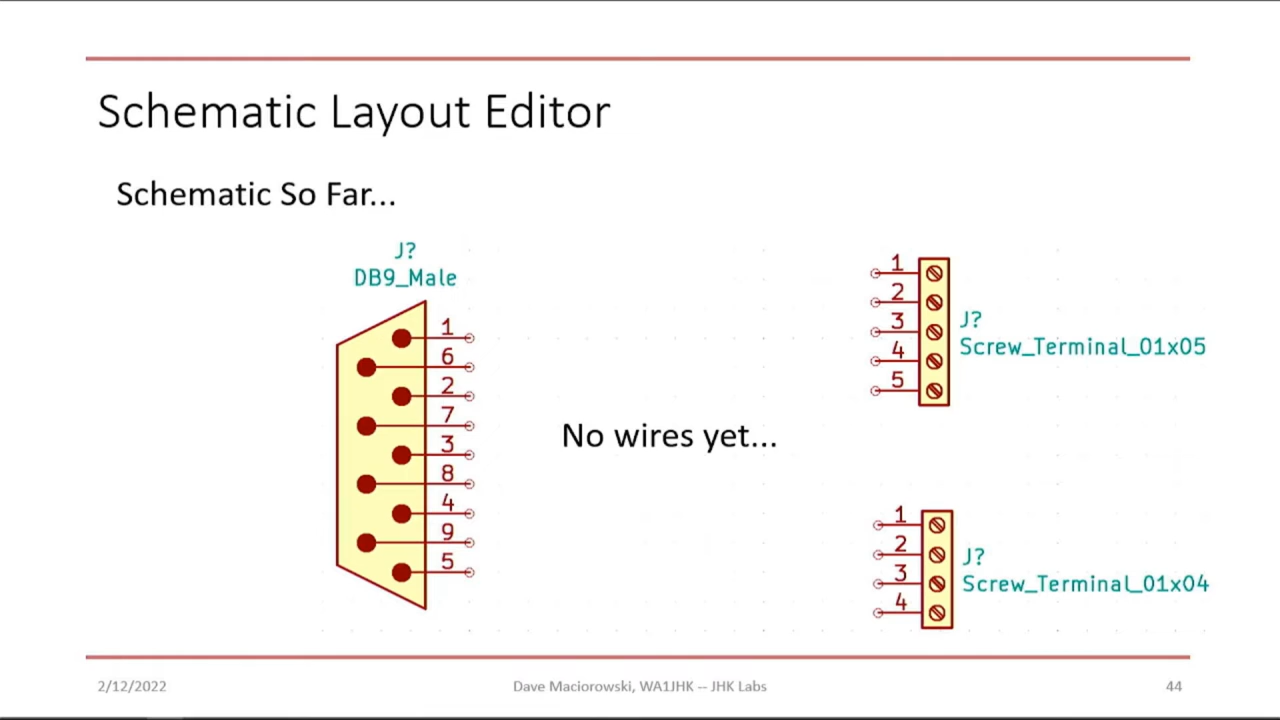 Schematic Layout Editor
Schematic So Far...
J?
DB9_Male
1
6
2
7
3
8
4
9
5
No wires yet...
1
2
3
4
5
J?
Screw_Terminal_01x05
1
2
3
4
J?
Screw_Terminal_01x04
2/12/2022
Dave Maciorowski, WA1JHK -- JHK Labs
44